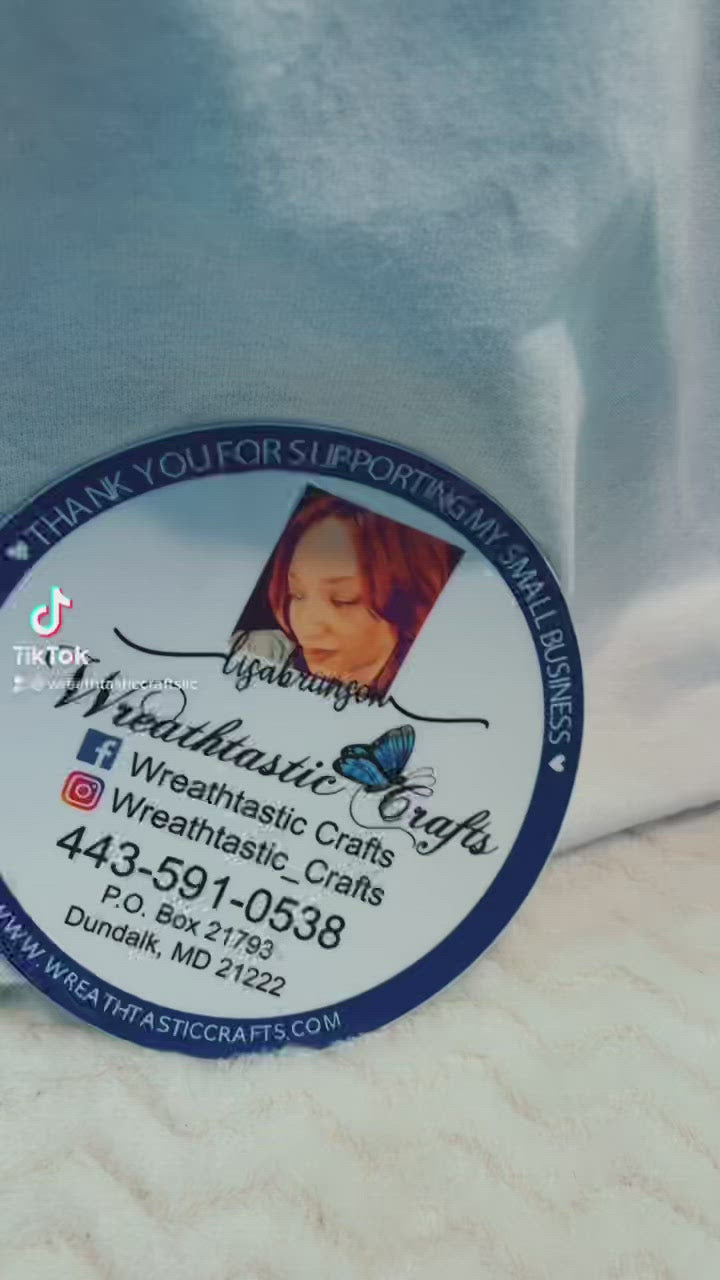 THANK YOU FOR SUPPORTING MY SMALL BUSINESS
lisabrunson
Wreathtastic Crafts
Wreathtastic Crafts
Wreathtastic_Crafts
443-591-0538
P.O. Box 21793
Dundalk, MD 21222
WWW.WREATHTASTICCRAFTS.COM
TikTok
wreathtasticcraftsllc